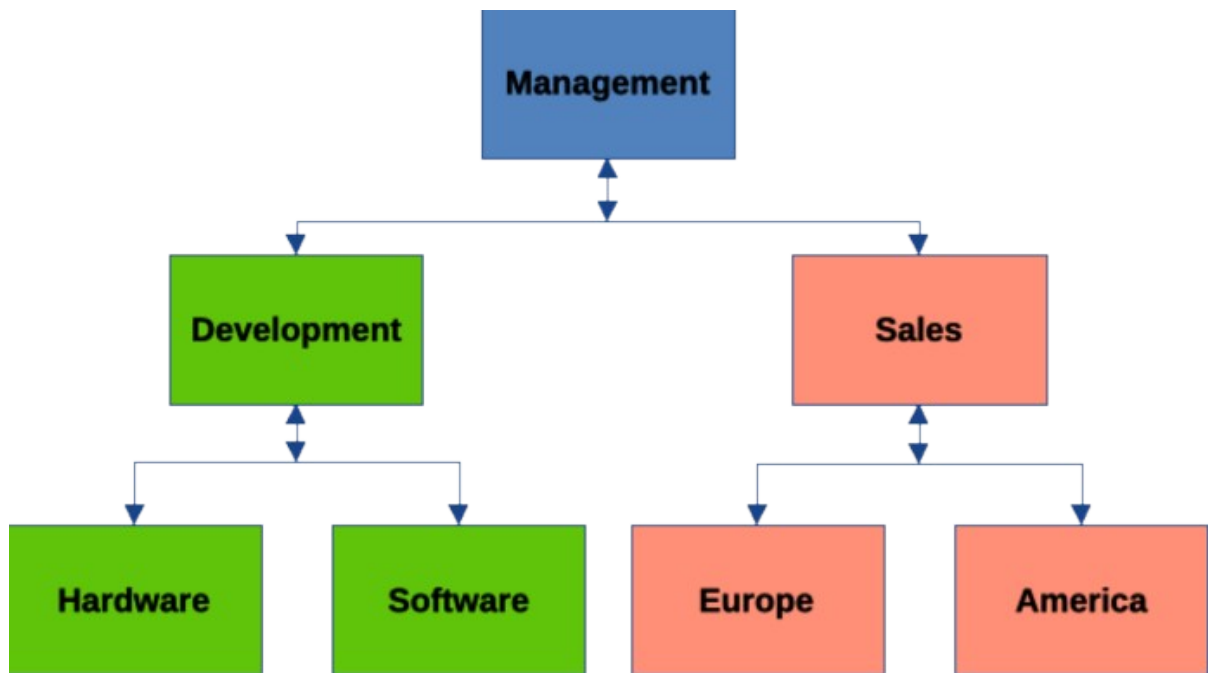 Management
Development
Sales
Hardware
Software
Europe
America